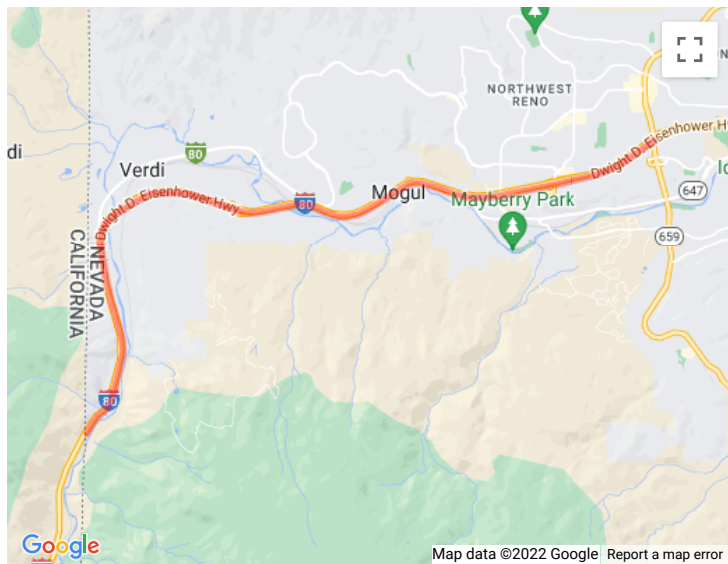 NORTHWEST
RENO
di
Verdi
80
Dwight D. Eisenhower Hwy
Dwight D. Eisenhower
Mogul
80
647
Mayberry Park
659
NEVADA
CALIFORNIA
80
Google
Map data ©2022 Google
Report a map error